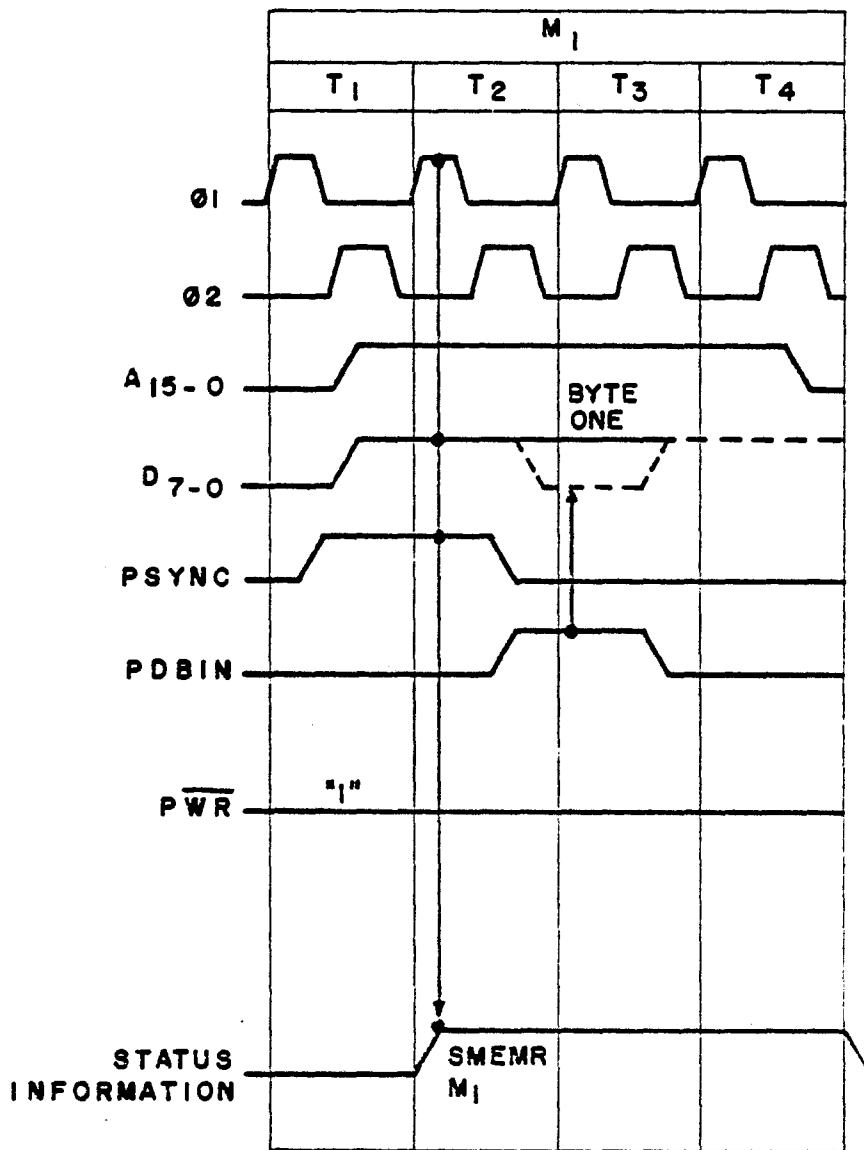 M1
T1 T2 T3 T4
Ø1
Ø2
A15-0
BYTE
ONE
D7-0
PSYNC
PDBIN
"1"
PW̅R̅
STATUS
INFORMATION
SMEMR
M1